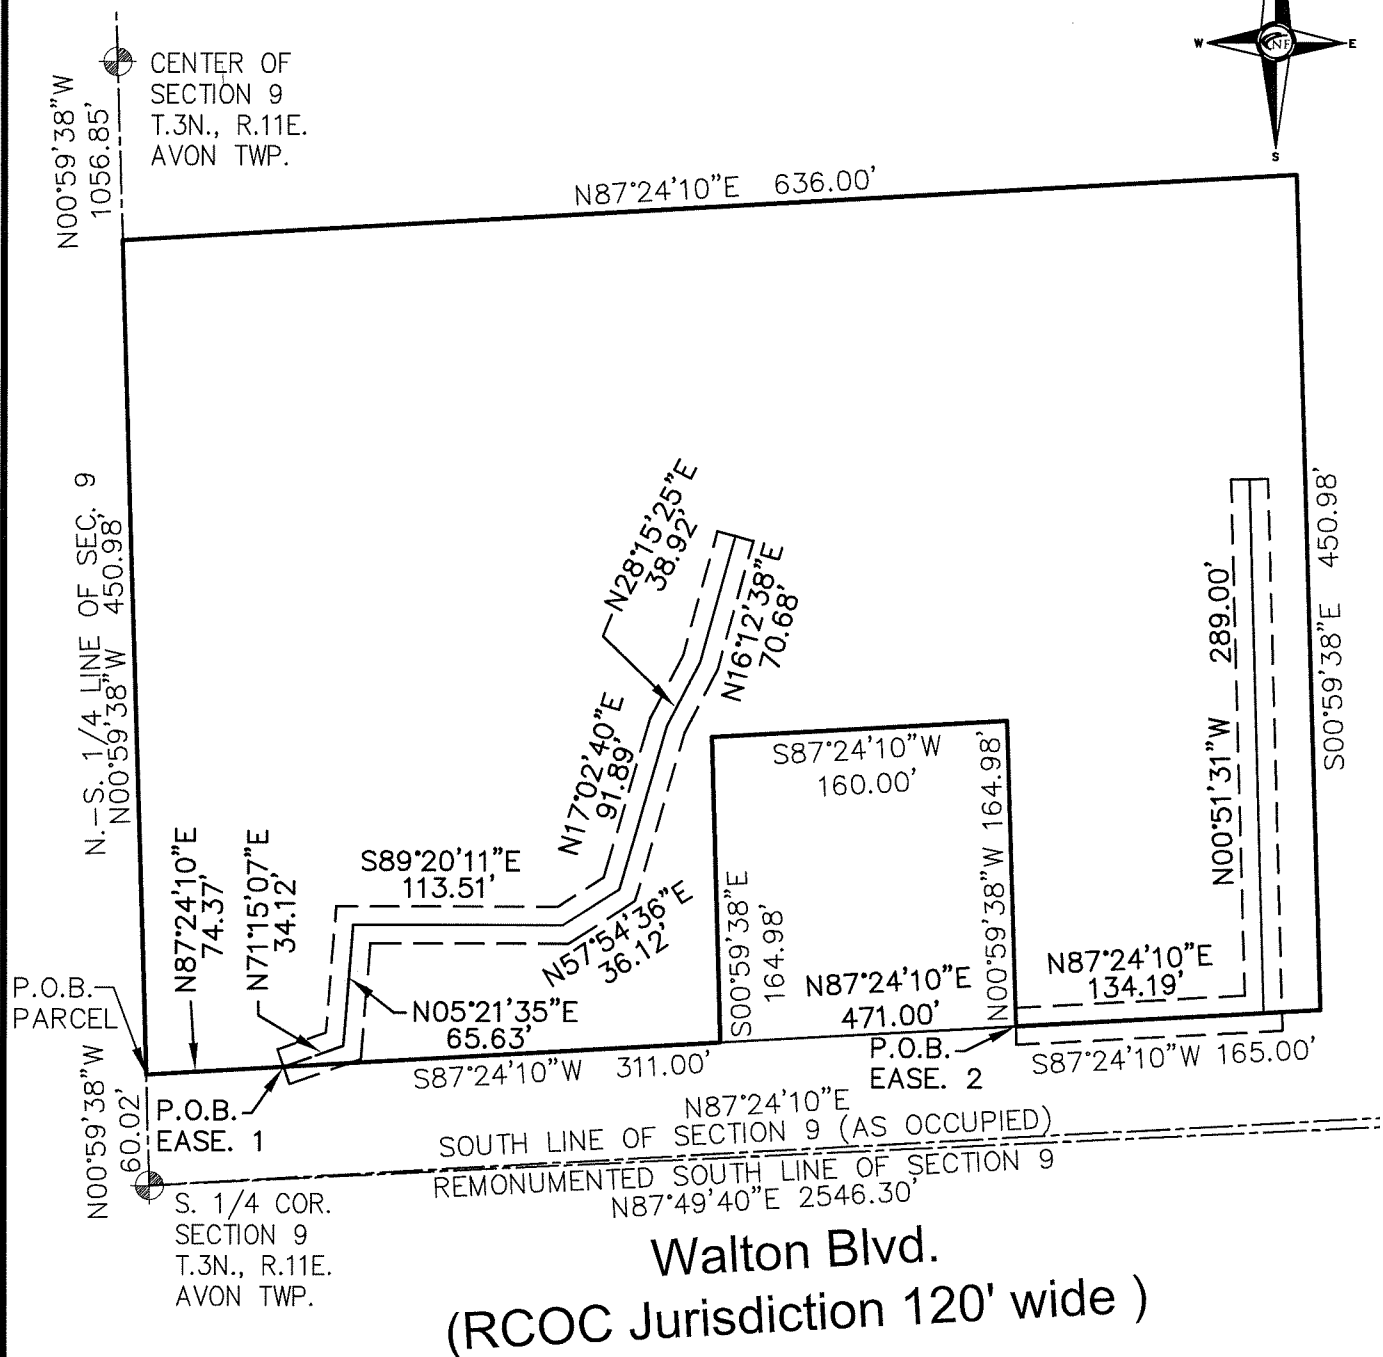 N00°59'38"W
1056.85'
CENTER OF
SECTION 9
T.3N., R.11E.
AVON TWP.
W
NF
E
S
N87°24'10"E 636.00'
N.-S. 1/4 LINE OF SEC. 9
N00°59'38"W 450.98'
S00°59'38"E 450.98'
N28°15'25"E
38.92'
N16°12'38"E
70.68'
N17°02'40"E
91.89'
N00°51'31"W 289.00'
S87°24'10"W
160.00'
N00°59'38"W 164.98'
S00°59'38"E
164.98'
N87°24'10"E
74.37'
N71°15'07"E
34.12'
S89°20'11"E
113.51'
N57°54'36"E
36.12'
N05°21'35"E
65.63'
N87°24'10"E
471.00'
N87°24'10"E
134.19'
P.O.B.
PARCEL
P.O.B.
EASE. 2
S87°24'10"W 311.00'
S87°24'10"W 165.00'
N00°59'38"W
60.02'
P.O.B.
EASE. 1
N87°24'10"E
SOUTH LINE OF SECTION 9 (AS OCCUPIED)
REMONUMENTED SOUTH LINE OF SECTION 9
N87°49'40"E 2546.30'
S. 1/4 COR.
SECTION 9
T.3N., R.11E.
AVON TWP.
Walton Blvd.
(RCOC Jurisdiction 120' wide )